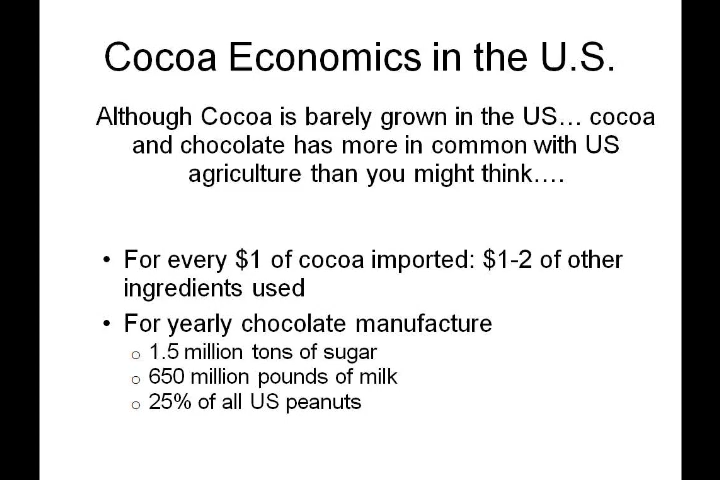 Cocoa Economics in the U.S.
Although Cocoa is barely grown in the US… cocoa
and chocolate has more in common with US
agriculture than you might think….
• For every $1 of cocoa imported: $1-2 of other
ingredients used
• For yearly chocolate manufacture
o 1.5 million tons of sugar
o 650 million pounds of milk
o 25% of all US peanuts